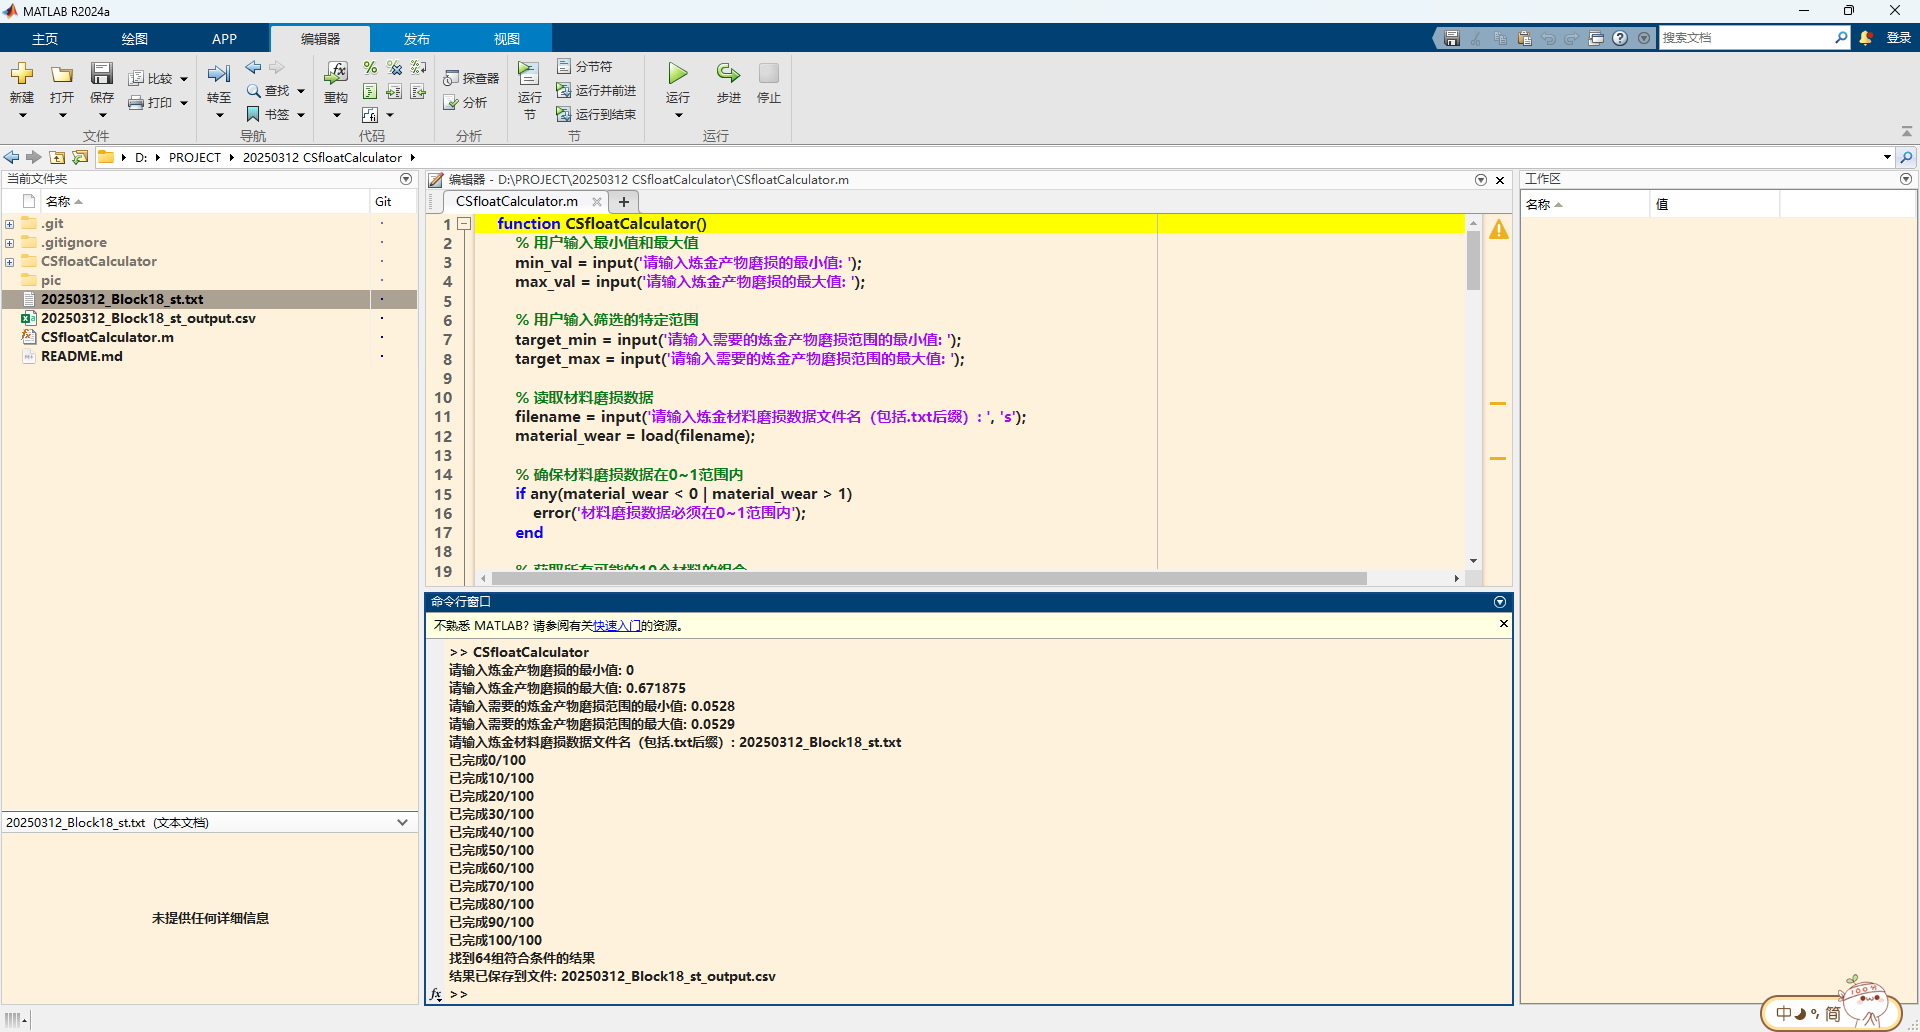 MATLAB R2024a
主页
绘图
APP
编辑器
发布
视图
搜索文档
登录
新建
打开
保存
比较
打印
文件
转至
查找
书签
导航
重构
代码
探查器
分析
分析
运行
节
分节符
运行并前进
运行到结束
节
运行
步进
停止
运行
D: PROJECT 20250312 CSfloatCalculator
当前文件夹
名称
Git
.git
.gitignore
CSfloatCalculator
pic
20250312_Block18_st.txt
20250312_Block18_st_output.csv
CSfloatCalculator.m
README.md
20250312_Block18_st.txt (文本文档)
未提供任何详细信息
编辑器 - D:\PROJECT\20250312 CSfloatCalculator\CSfloatCalculator.m
CSfloatCalculator.m
1 function CSfloatCalculator()
2 % 用户输入最小值和最大值
3 min_val = input('请输入炼金产物磨损的最小值: ');
4 max_val = input('请输入炼金产物磨损的最大值: ');
5
6 % 用户输入筛选的特定范围
7 target_min = input('请输入需要的炼金产物磨损范围的最小值: ');
8 target_max = input('请输入需要的炼金产物磨损范围的最大值: ');
9
10 % 读取材料磨损数据
11 filename = input('请输入炼金材料磨损数据文件名（包括.txt后缀）: ', 's');
12 material_wear = load(filename);
13
14 % 确保材料磨损数据在0~1范围内
15 if any(material_wear < 0 | material_wear > 1)
16 error('材料磨损数据必须在0~1范围内');
17 end
18
19 % 获取所有可能的10个材料的组合
命令行窗口
不熟悉 MATLAB? 请参阅有关快速入门的资源。
>> CSfloatCalculator
请输入炼金产物磨损的最小值: 0
请输入炼金产物磨损的最大值: 0.671875
请输入需要的炼金产物磨损范围的最小值: 0.0528
请输入需要的炼金产物磨损范围的最大值: 0.0529
请输入炼金材料磨损数据文件名（包括.txt后缀）: 20250312_Block18_st.txt
已完成0/100
已完成10/100
已完成20/100
已完成30/100
已完成40/100
已完成50/100
已完成60/100
已完成70/100
已完成80/100
已完成90/100
已完成100/100
找到64组符合条件的结果
结果已保存到文件: 20250312_Block18_st_output.csv
fx >>
工作区
名称
值
100%
中 简